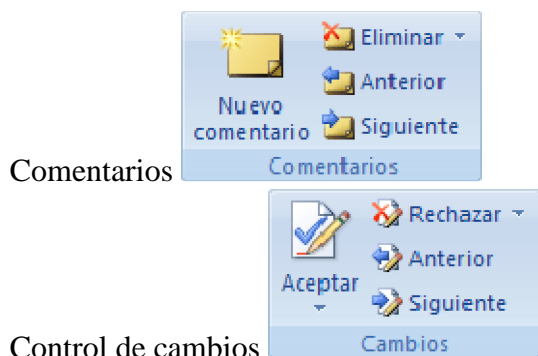 Eliminar
Anterior
Nuevo
comentario
Siguiente
Comentarios
Comentarios
Rechazar
Anterior
Aceptar
Siguiente
Control de cambios
Cambios